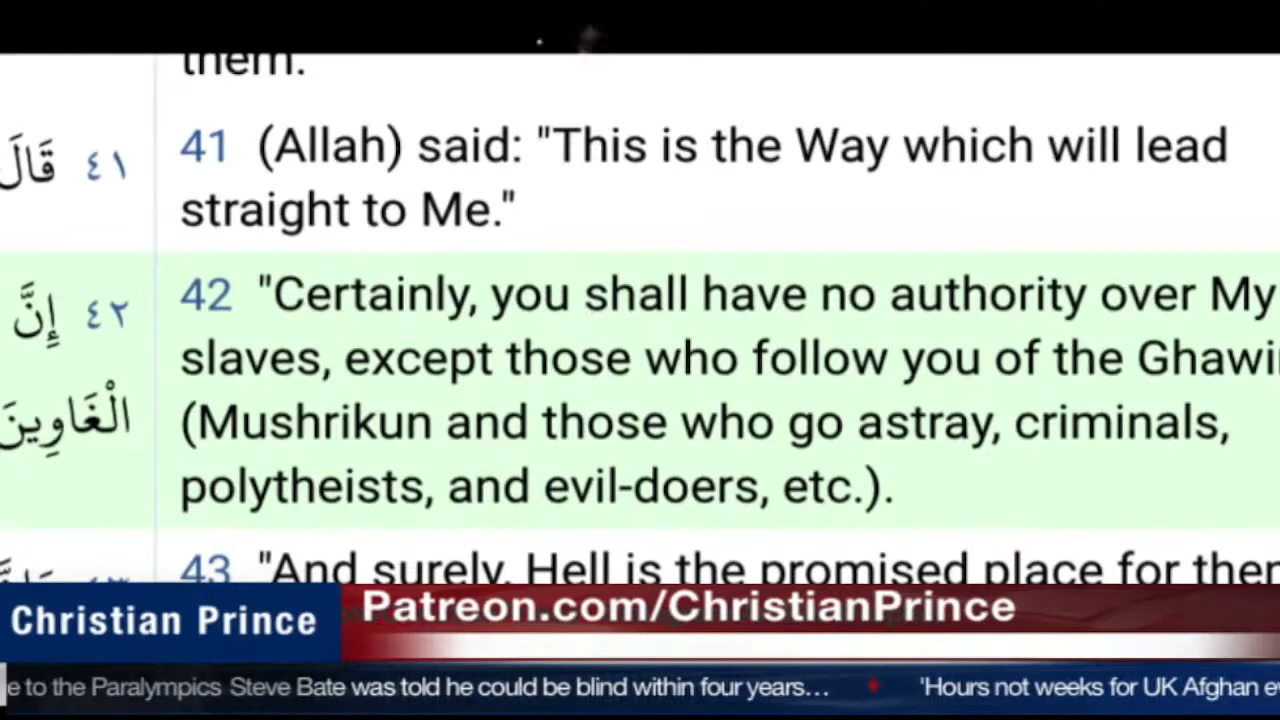 them.
قَالَ ٤١
41 (Allah) said: "This is the Way which will lead
straight to Me."
إِنَّ ٤٢
42 "Certainly, you shall have no authority over My
slaves, except those who follow you of the
الْغَاوِينَ
(Mushrikun and those who go astray, criminals,
polytheists, and evil-doers, etc.).
٤٣
43 "And surely, Hell is the promised place for
Christian Prince
Patreon.com/ChristianPrince
to the Paralympics Steve Bate was told he could be blind within four years... 'Hours not weeks for UK Afghan